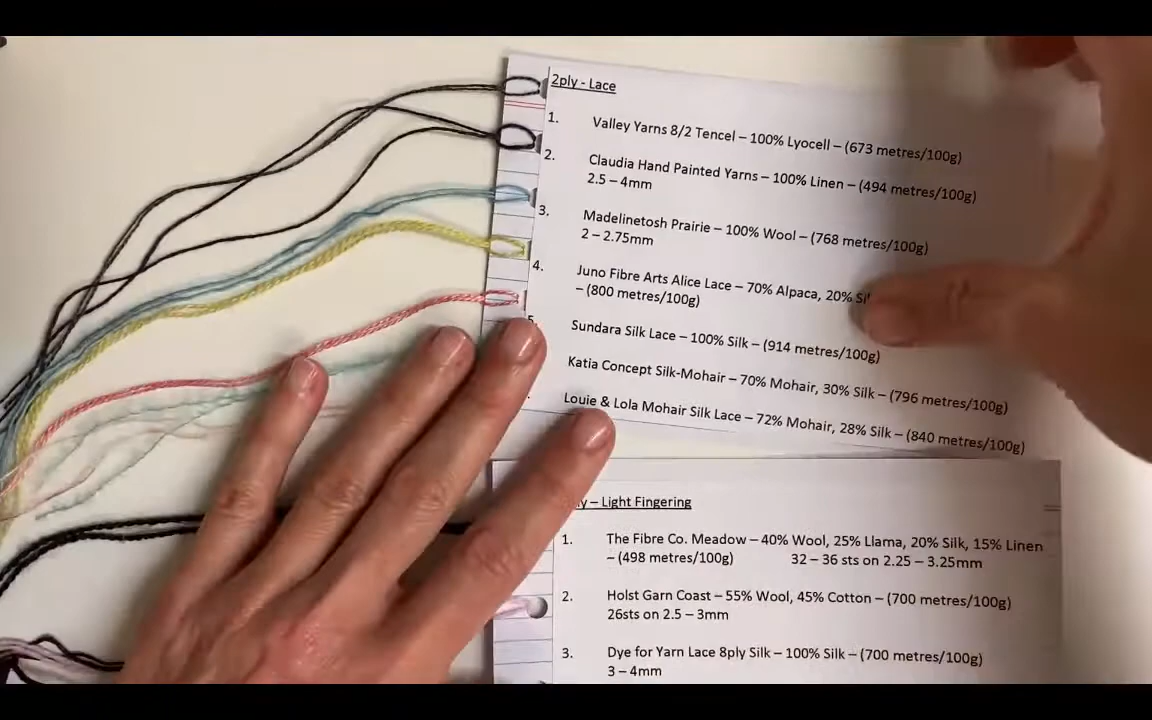 2ply - Lace
1. Valley Yarns 8/2 Tencel – 100% Lyocell – (673 metres/100g)
2. Claudia Hand Painted Yarns – 100% Linen – (494 metres/100g)
2.5 – 4mm
3. Madelinetosh Prairie – 100% Wool – (768 metres/100g)
2 – 2.75mm
4. Juno Fibre Arts Alice Lace – 70% Alpaca, 20%
– (800 metres/100g)
5. Sundara Silk Lace – 100% Silk – (914 metres/100g)
Katia Concept Silk-Mohair – 70% Mohair, 30% Silk – (796 metres/100g)
Louie & Lola Mohair Silk Lace – 72% Mohair, 28% Silk – (840 metres/100g)
– Light Fingering
1. The Fibre Co. Meadow – 40% Wool, 25% Llama, 20% Silk, 15% Linen
– (498 metres/100g) 32 – 36 sts on 2.25 – 3.25mm
2. Holst Garn Coast – 55% Wool, 45% Cotton – (700 metres/100g)
26sts on 2.5 – 3mm
3. Dye for Yarn Lace 8ply Silk – 100% Silk – (700 metres/100g)
3 – 4mm